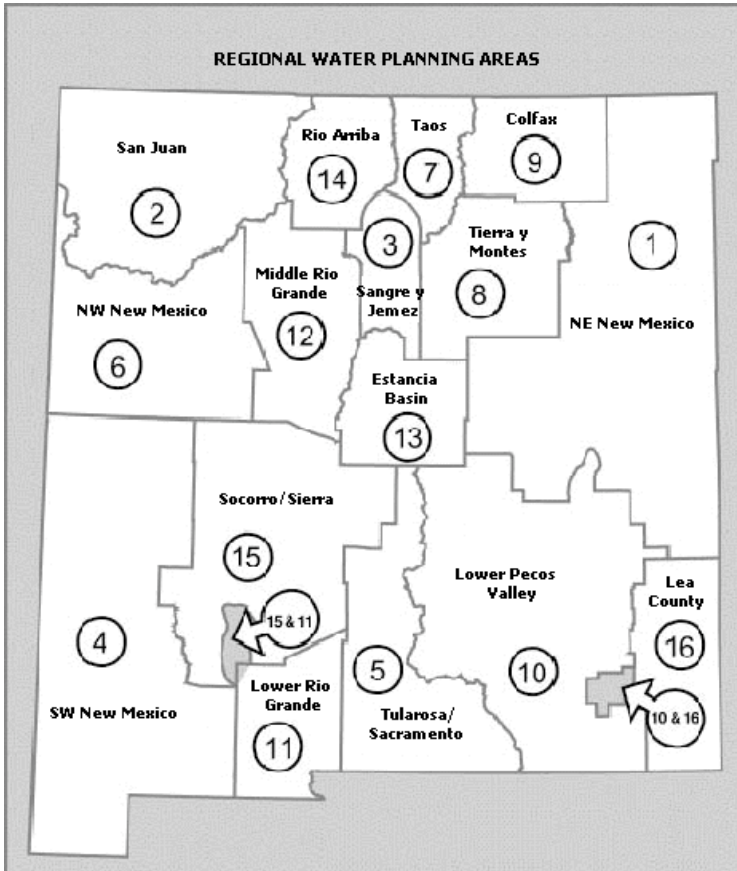 REGIONAL WATER PLANNING AREAS
San Juan
2
Rio Arriba
14
Taos
7
Colfax
9
3
Sangre y
Jemez
Tierra y
Montes
8
1
NE New Mexico
Middle Rio
Grande
12
NW New Mexico
6
Estancia
Basin
13
Socorro/Sierra
15
15 & 11
4
SW New Mexico
Lower Rio
Grande
11
5
Tularosa/
Sacramento
Lower Pecos
Valley
10
Lea
County
16
10 & 16